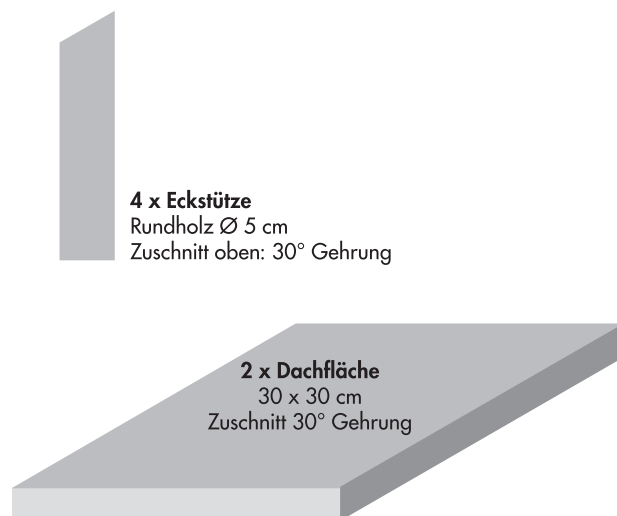 4 x Eckstütze
Rundholz Ø 5 cm
Zuschnitt oben: 30° Gehrung
2 x Dachfläche
30 x 30 cm
Zuschnitt 30° Gehrung